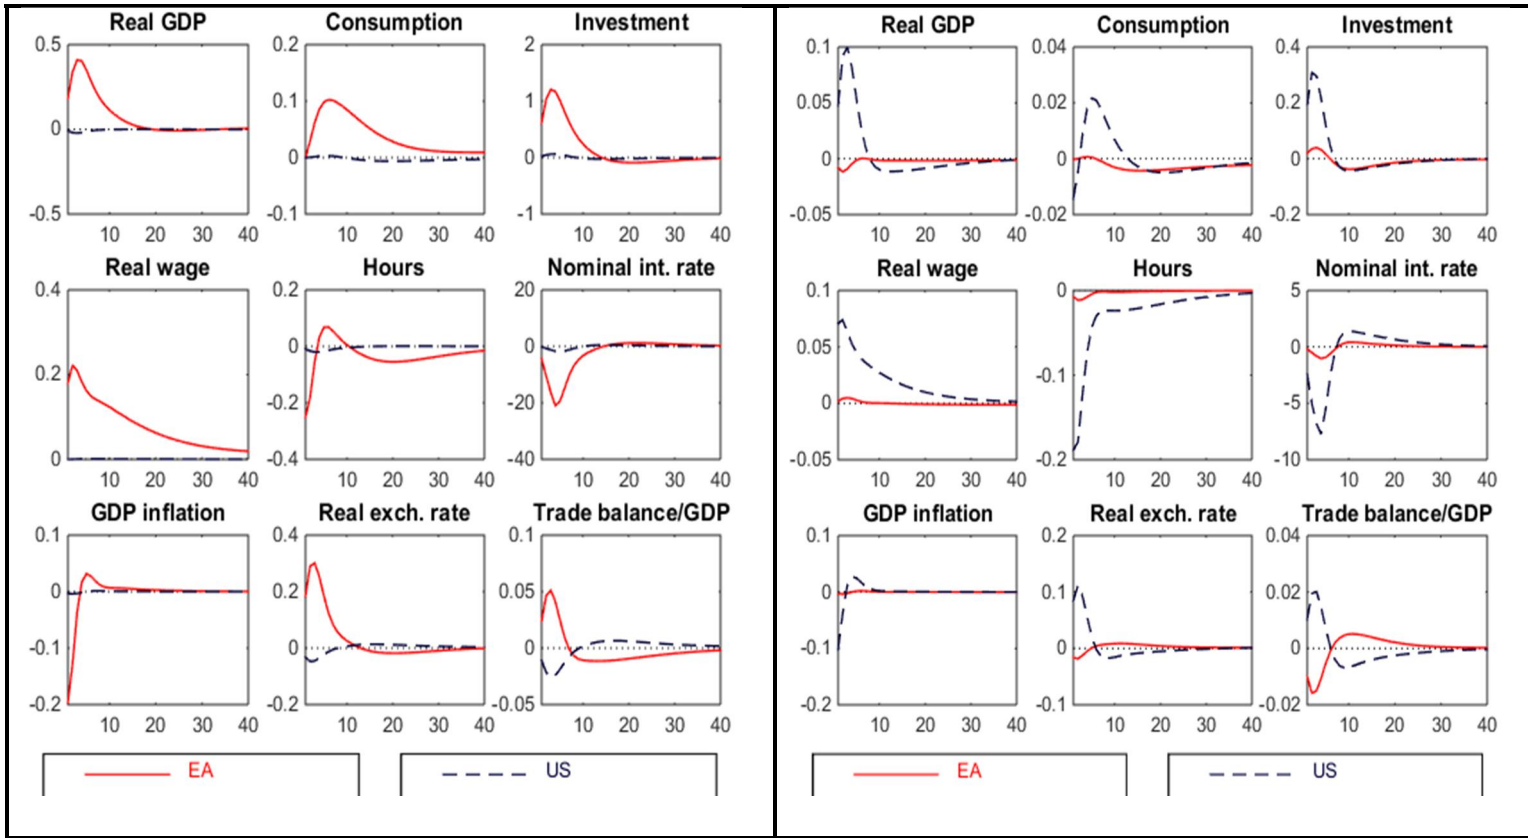 Real GDP Consumption Investment
0.5 0.2 2
0.1 1
0 0 0
-0.5 -0.1 -1
10 20 30 40 10 20 30 40 10 20 30 40
Real wage Hours Nominal int. rate
0.4 0.2 20
0 0
0.2 -0.2 -20
0 -0.4 -40
10 20 30 40 10 20 30 40 10 20 30 40
GDP inflation Real exch. rate Trade balance/GDP
0.1 0.4 0.1
0 0.2 0.05
-0.1 0 0
-0.2 -0.2 -0.05
10 20 30 40 10 20 30 40 10 20 30 40
EA US
Real GDP Consumption Investment
0.1 0.04 0.4
0.05 0.02 0.2
0 0 0
-0.05 -0.02 -0.2
10 20 30 40 10 20 30 40 10 20 30 40
Real wage Hours Nominal int. rate
0.1 0 5
0.05 0
-0.1
0 -5
-0.05 -0.2 -10
10 20 30 40 10 20 30 40 10 20 30 40
GDP inflation Real exch. rate Trade balance/GDP
0.1 0.2 0.04
0 0.1 0.02
-0.1 0 0
-0.2 -0.1 -0.02
10 20 30 40 10 20 30 40 10 20 30 40
EA US